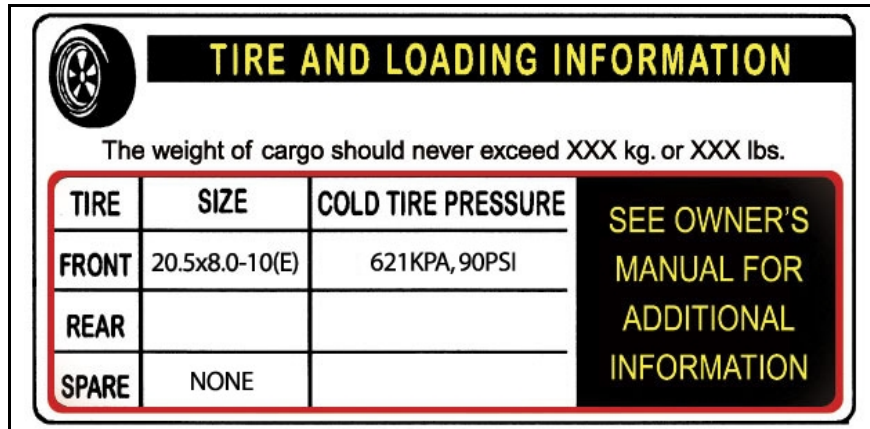 TIRE AND LOADING INFORMATION
The weight of cargo should never exceed XXX kg. or XXX lbs.
TIRE SIZE COLD TIRE PRESSURE
FRONT 20.5x8.0-10(E) 621KPA, 90PSI
REAR
SPARE NONE
SEE OWNER'S
MANUAL FOR
ADDITIONAL
INFORMATION